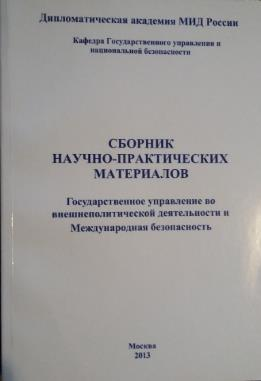 Дипломатическая академия МИД России
Кафедра Государственного управления и
национальной безопасности
СБОРНИК
НАУЧНО-ПРАКТИЧЕСКИХ
МАТЕРИАЛОВ
Государственное управление во
внешнеполитической деятельности и
Международная безопасность
Москва
2013